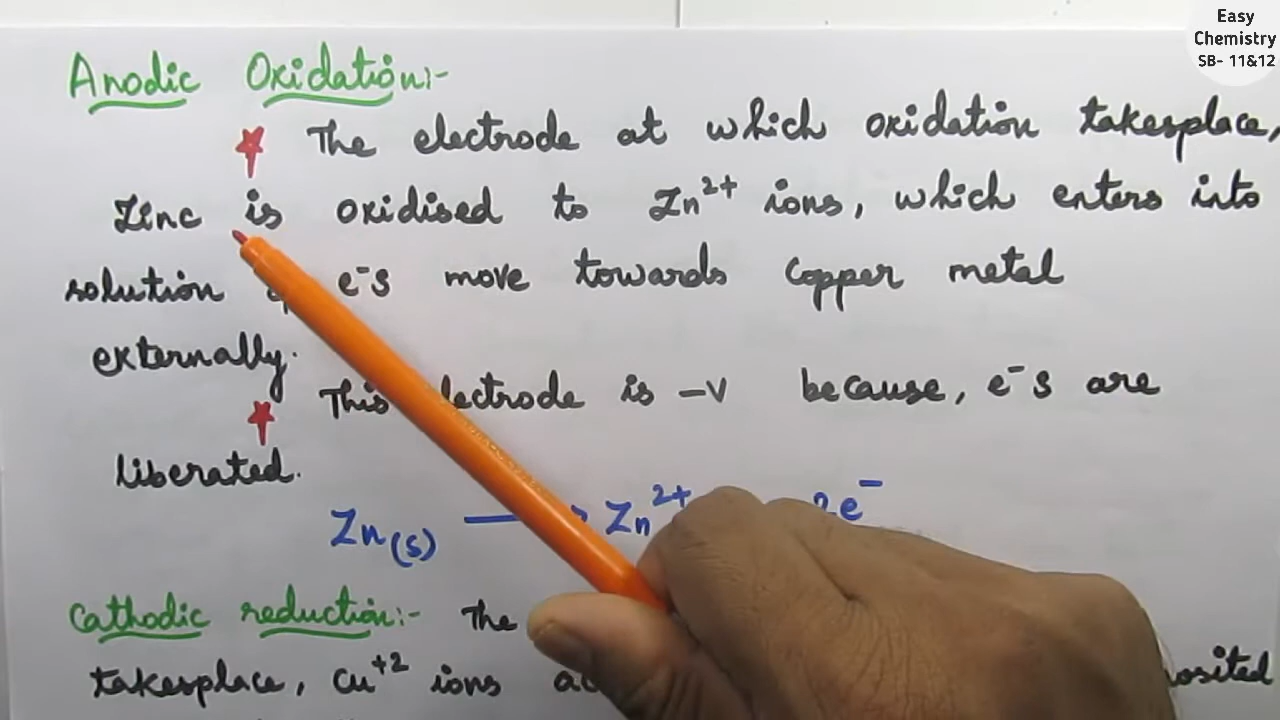 Easy
Chemistry
SB- 11&12
Anodic Oxidation:-
The electrode at which oxidation takesplace,
Zinc is oxidised to Zn²⁺ ions, which enters into
solution e⁻s move towards copper metal
externally.
This electrode is -v because, e⁻s are
liberated.
Zn(s) → Zn²⁺ 2e⁻
Cathodic reduction:- The
takesplace, Cu⁺² ions